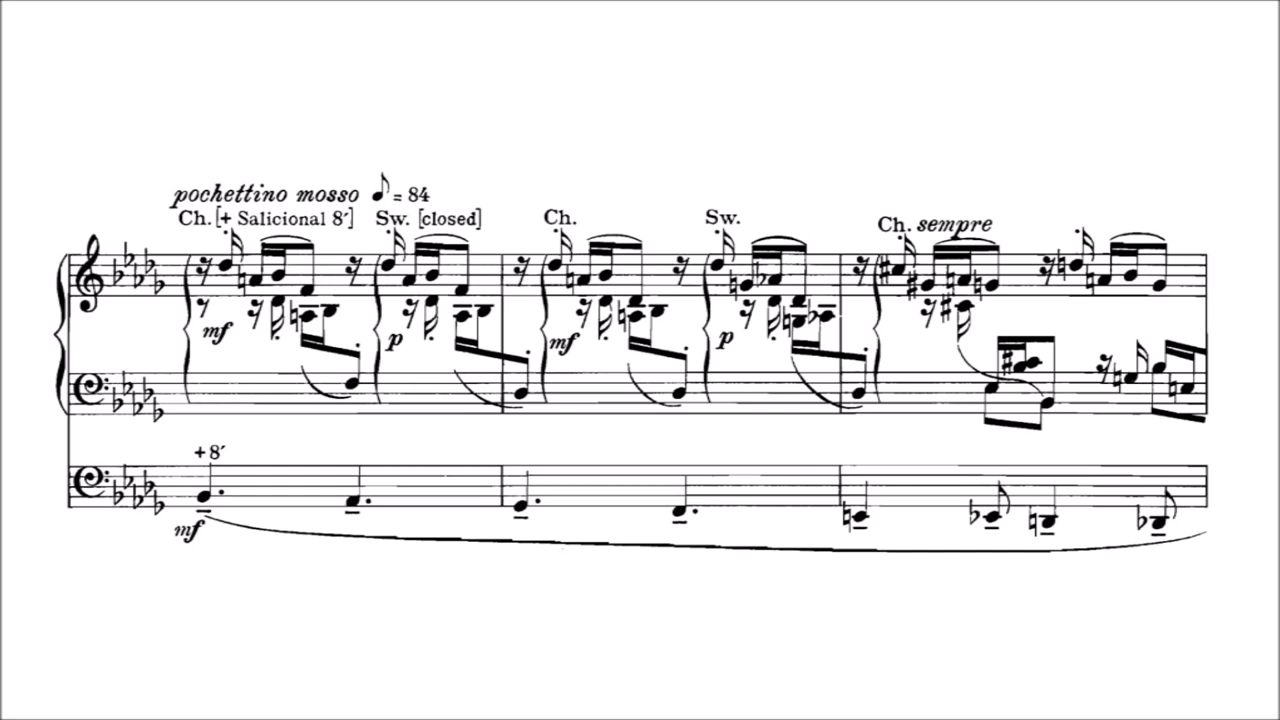 pochettino mosso ♪ = 84
Ch. [+ Salicional 8′] Sw. [closed] Ch. Sw. Ch. sempre
mf p mf p
+8′
mf